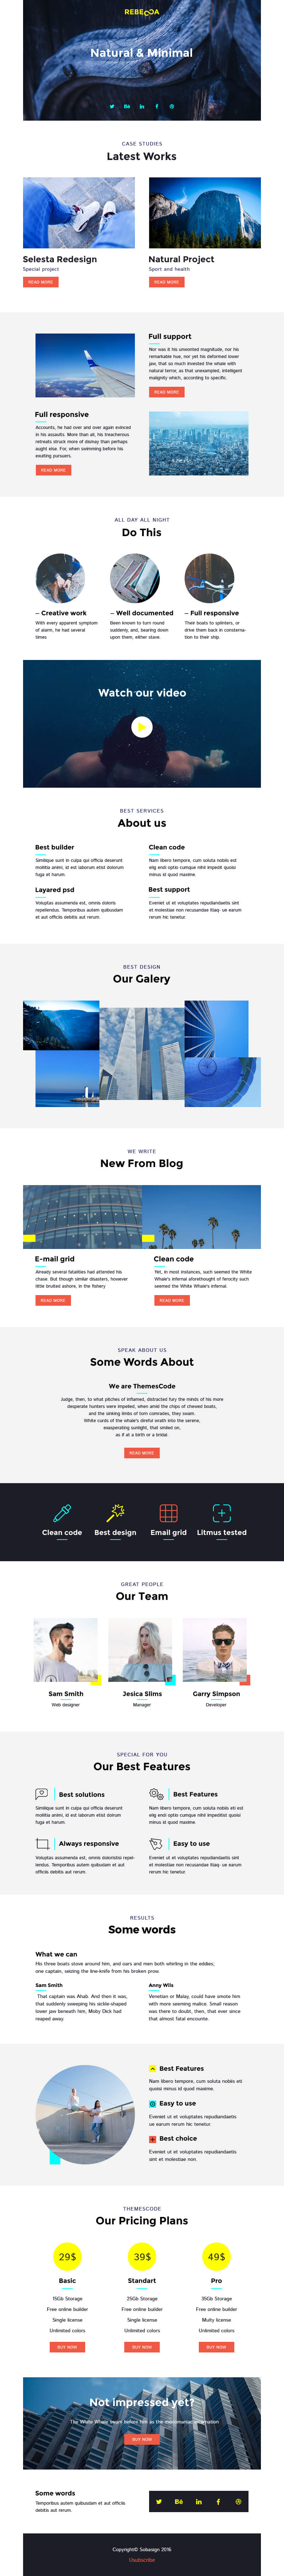 REBECCA
Natural & Minimal
CASE STUDIES
Latest Works
Selesta Redesign
Special project
READ MORE
Natural Project
Sport and health
READ MORE
Full support
Nor was it his unwonted magnitude, nor his
remarkable hue, nor yet his deformed lower
jaw, that so much invested the whale with
natural terror, as that unexampled, intelligent
malignity which, according to specific.
READ MORE
Full responsive
Accounts, he had over and over again evinced
in his assaults. More than all, his treacherous
retreats struck more of dismay than perhaps
aught else. For, when swimming before his
exulting pursuers.
READ MORE
ALL DAY ALL NIGHT
Do This
– Creative work
With every apparent symptom
of alarm, he had several
times
– Well documented
Been known to turn round
suddenly, and, bearing down
upon them, either stave.
– Full responsive
Their boats to splinters, or
drive them back in consterna-
tion to their ship.
Watch our video
BEST SERVICES
About us
Best builder
Similique sunt in culpa qui officia deserunt
mollitia animi, id est laborum etst dolorum
fuga et harum.
Clean code
Nam libero tempore, cum soluta nobis est
elig endi optio cumque nihil impedit quois
minus id quod maxime.
Layared psd
Voluptas assumenda est, omnis doloris
repellendus. Temporibus autem quibusdam
et aut officiis debitis aut rerum.
Best support
Eveniet ut et voluptates repudiandaetis sint
et molestiae non recusandae Itaq- ue earum
rerum hic tenetur.
BEST DESIGN
Our Galery
WE WRITE
New From Blog
E-mail grid
Already several fatalities had attended his
chase. But though similar disasters, however
little bruited ashore, in the fishery
READ MORE
Clean code
Yet, in most instances, such seemed the White
Whale's infernal aforethought of ferocity such
seemed the White Whale's infernal.
READ MORE
SPEAK ABOUT US
Some Words About
We are ThemesCode
Judge, then, to what pitches of inflamed, distracted fury the minds of his more
desperate hunters were impelled, when amid the chips of chewed boats,
and the sinking limbs of torn comrades, they swam.
White curds of the whale's direful wrath into the serene,
exasperating sunlight, that smiled on,
as if at a birth or a bridal.
READ MORE
Clean code
Best design
Email grid
Litmus tested
GREAT PEOPLE
Our Team
Sam Smith
Web designer
Jesica Slims
Manager
Garry Simpson
Developer
SPECIAL FOR YOU
Our Best Features
Best solutions
Similique sunt in culpa qui officia deserunt
mollitia animi, id est laborum etst dolorum
fuga et harum.
Best Features
Nam libero tempore, cum soluta nobis eti est
elig endi optio cumque nihil impedit quoisi
minus id quod maxime.
Always responsive
Voluptas assumenda est, omnis doloristisi repel-
lendus. Temporibus autem quibusdam et aut
officiis debitis aut rerum.
Easy to use
Eveniet ut et voluptates repudiandaetis sint
et molestiae non recusandae Itaq- ue earum
rerum hic tenetur.
RESULTS
Some words
What we can
His three boats stove around him, and oars and men both whirling in the eddies,
one captain, seizing the line-knife from his broken prow.
Sam Smith
That captain was Ahab. And then it was,
that suddenly sweeping his sickle-shaped
lower jaw beneath him, Moby Dick had
reaped away.
Anny Wils
Venetian or Malay, could have smote him
with more seeming malice. Small reason
was there to doubt, then, that ever since
that almost fatal encounter.
Best Features
Nam libero tempore, cum soluta nobiis eti
quoisi minus id quod maxime.
Easy to use
Eveniet ut et voluptates repudiandaetis
ue earum rerum hic tenetur.
Best choice
Eveniet ut et voluptates repudiandaetis
sint et molestiae non.
THEMESCODE
Our Pricing Plans
29$
Basic
15Gb Storage
Free online builder
Single license
Unlimited colors
BUY NOW
39$
Standart
25Gb Storage
Free online builder
Single license
Unlimited colors
BUY NOW
49$
Pro
35Gb Storage
Free online builder
Multy license
Unlimited colors
BUY NOW
Not impressed yet?
The White Whale swam before him as the monomaniac incarnation
BUY NOW
Some words
Temporibus autem quibusdam et aut officiis
debitis aut rerum.
Copyright© Sobasign 2016
Unsubscribe